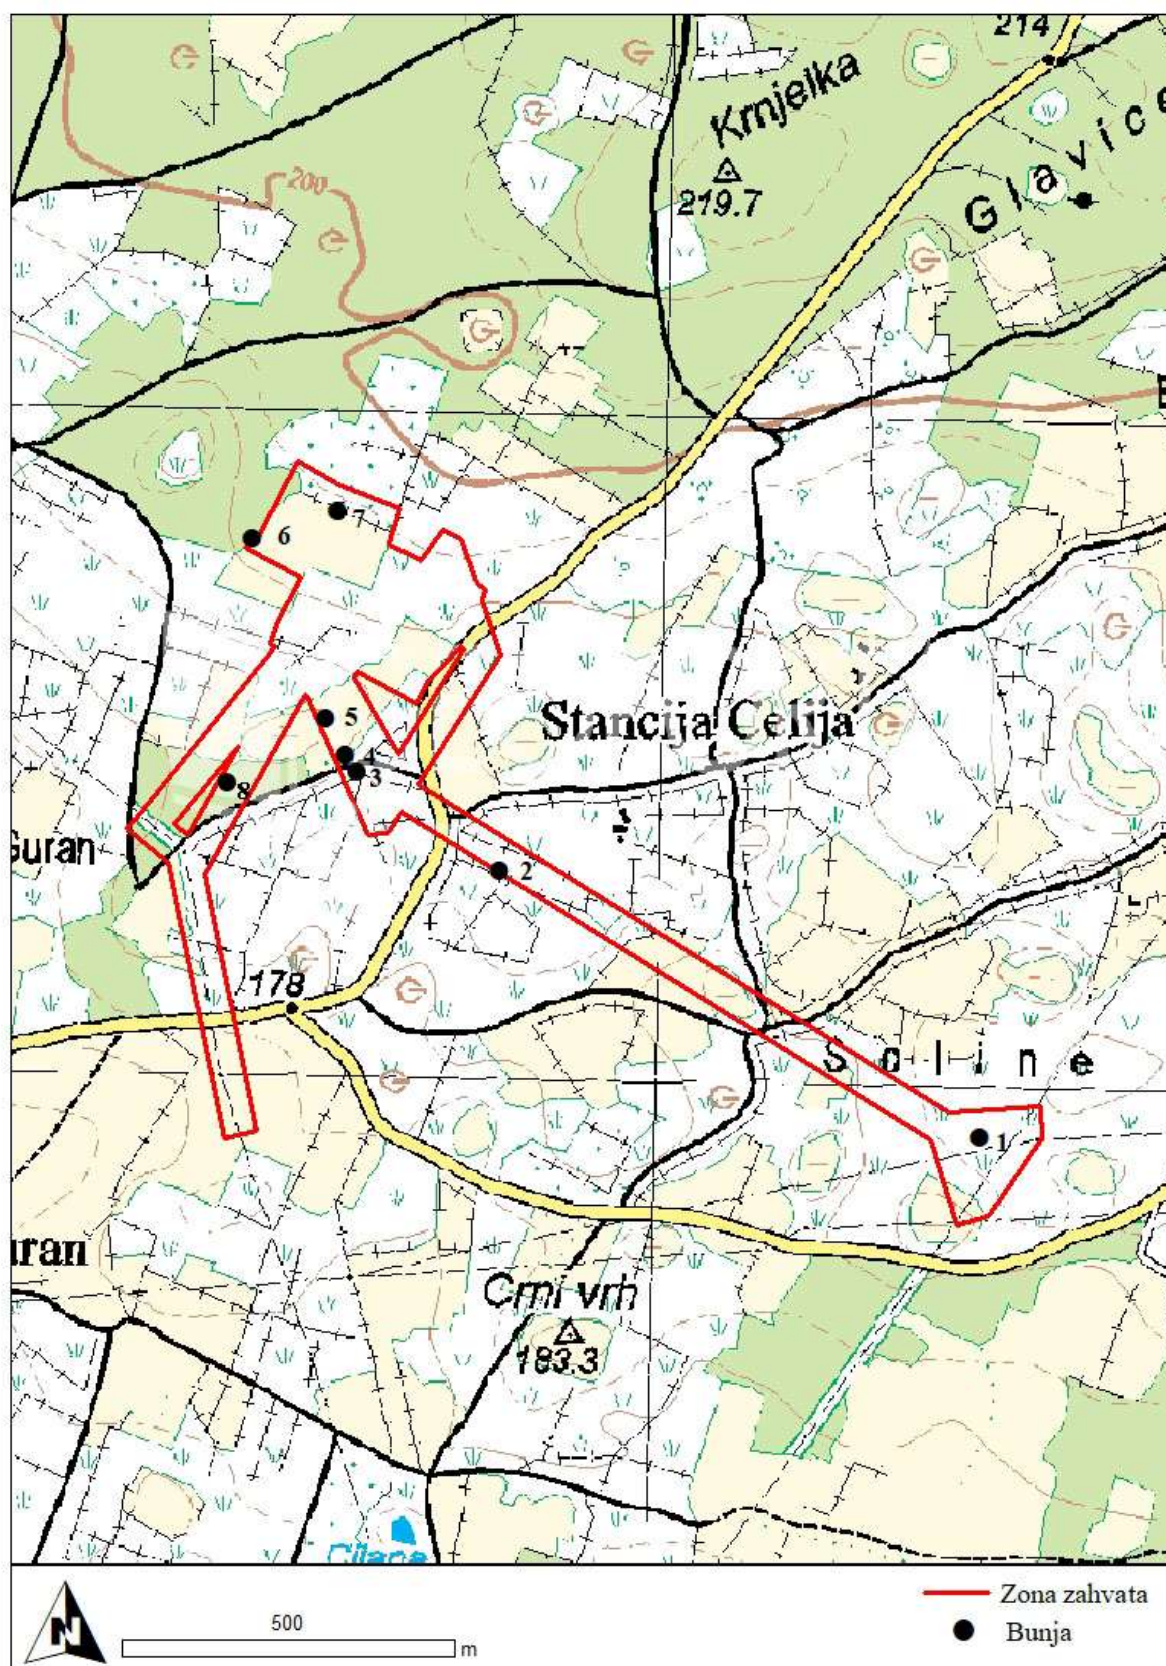 214
Krnjelka
219.7
Glavice
200
7
6
Stancija Celija
5
4
3
8
Guran
2
178
Soline
1
uran
Crni vrh
183.3
Cilana
500
m
N
Zona zahvata
Bunja